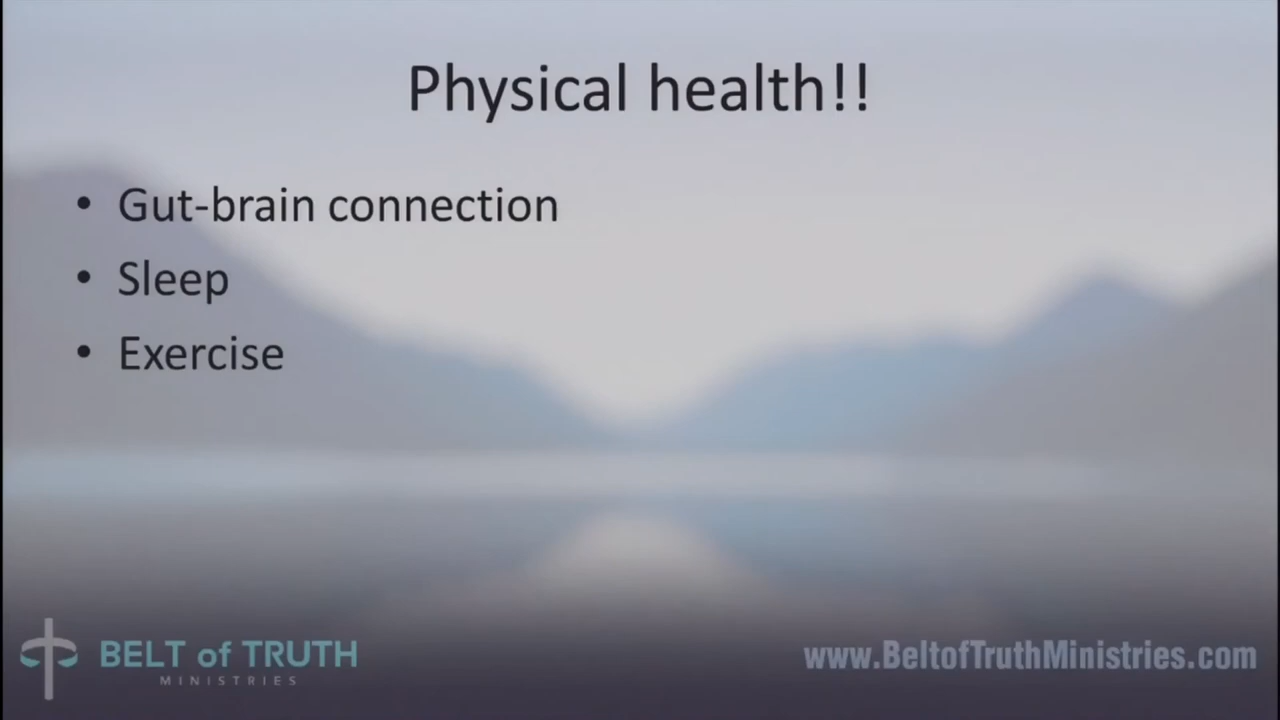 Physical health!!
• Gut-brain connection
• Sleep
• Exercise
BELT of TRUTH
MINISTRIES
www.BeltofTruthMinistries.com